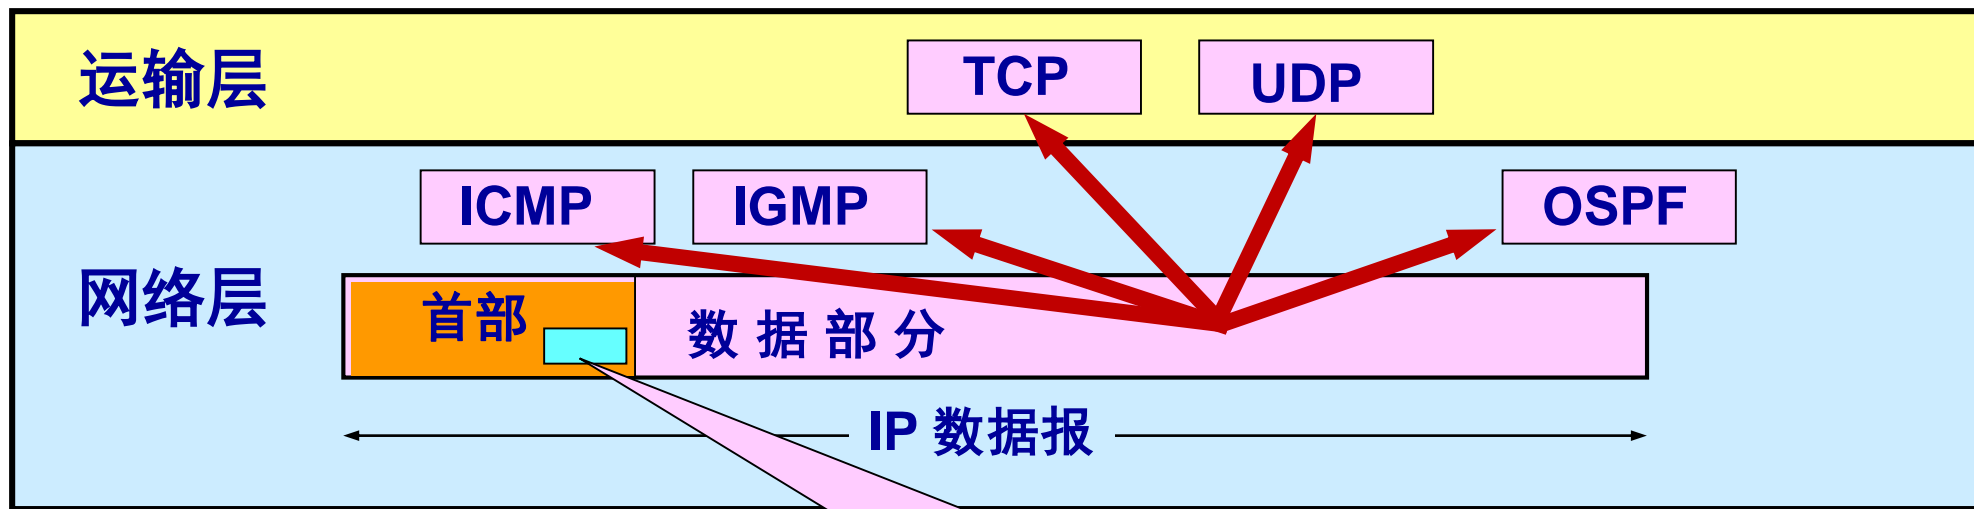 运输层
TCP
UDP
ICMP
IGMP
OSPF
网络层
首部
数据部分
IP 数据报